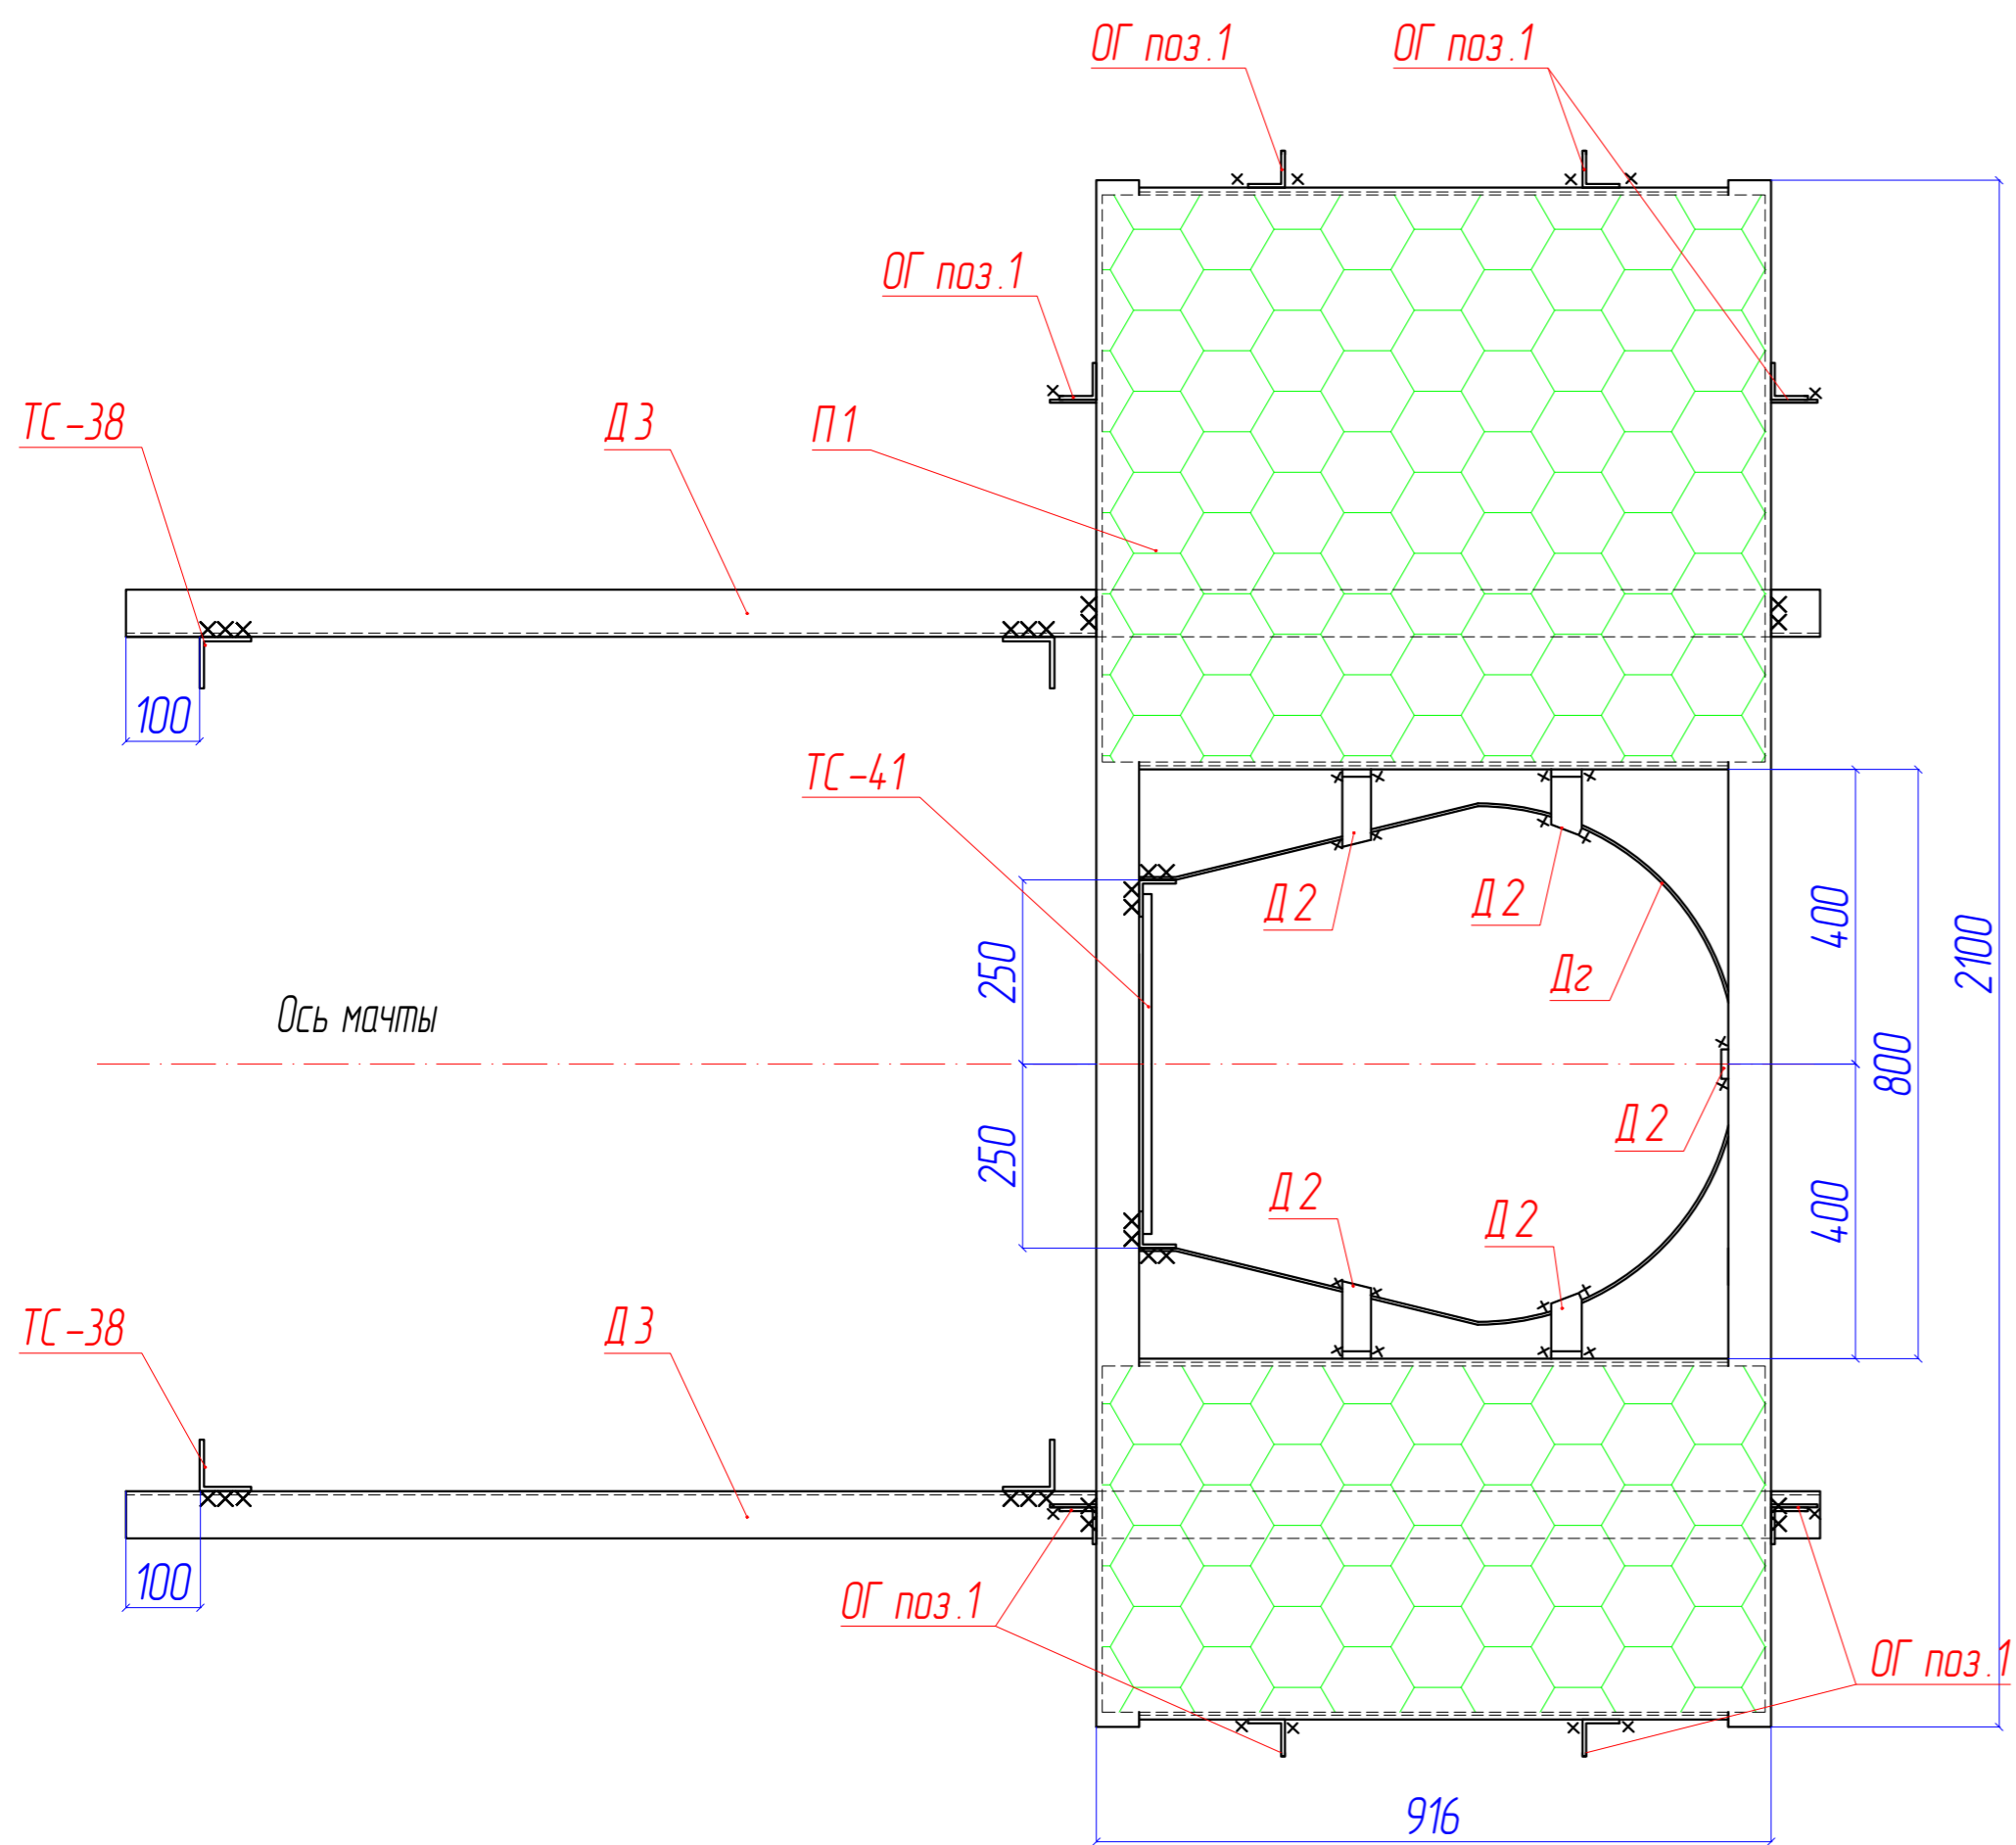 ОГ поз.1
ОГ поз.1
ОГ поз.1
ТС-38
Д3
П1
100
ТС-41
Д2
Д2
400
250
Дг
2100
Ось мачты
800
Д2
250
Д2
Д2
400
ТС-38
Д3
100
ОГ поз.1
ОГ поз.1
916